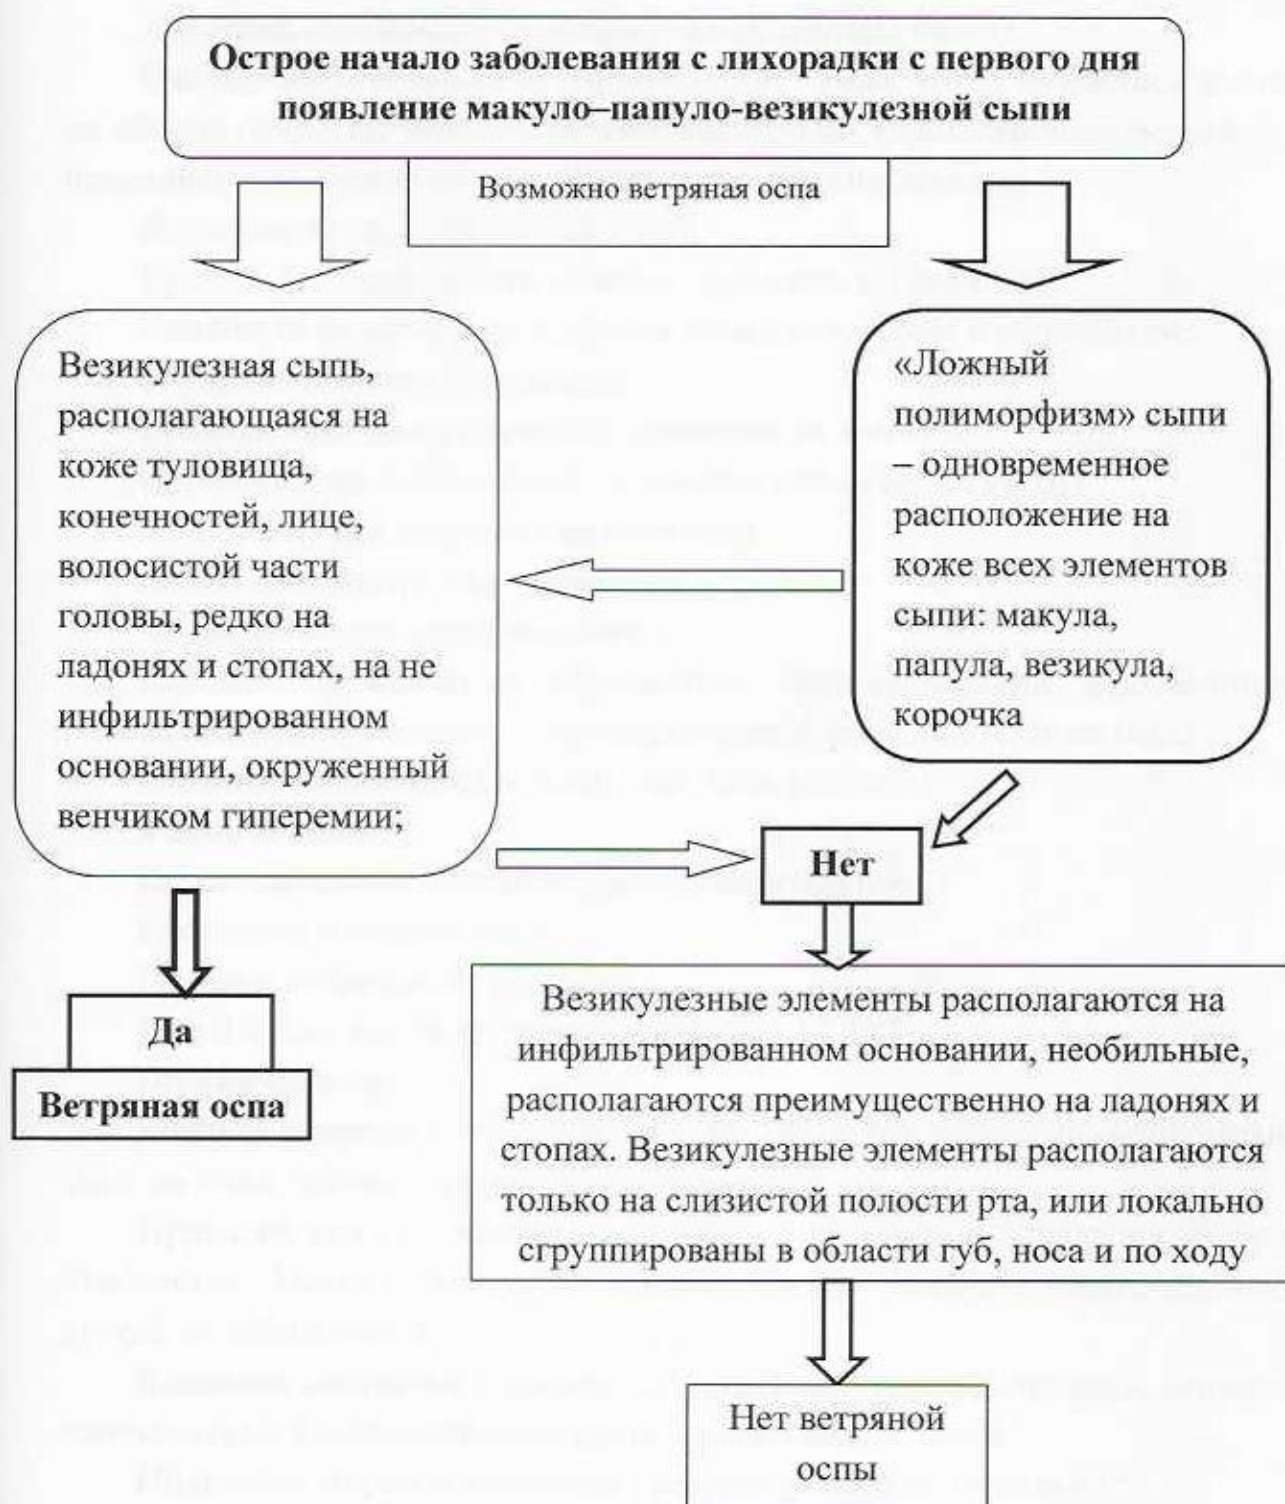 Острое начало заболевания с лихорадки с первого дня
появление макуло–папуло-везикулезной сыпи
Возможно ветряная оспа
Везикулезная сыпь,
располагающаяся на
коже туловища,
конечностей, лице,
волосистой части
головы, редко на
ладонях и стопах, на не
инфильтрированном
основании, окруженный
венчиком гиперемии;
«Ложный
полиморфизм» сыпи
– одновременное
расположение на
коже всех элементов
сыпи: макула,
папула, везикула,
корочка
Нет
Да
Ветряная оспа
Везикулезные элементы располагаются на
инфильтрированном основании, необильные,
располагаются преимущественно на ладонях и
стопах. Везикулезные элементы располагаются
только на слизистой полости рта, или локально
сгруппированы в области губ, носа и по ходу
Нет ветряной
оспы